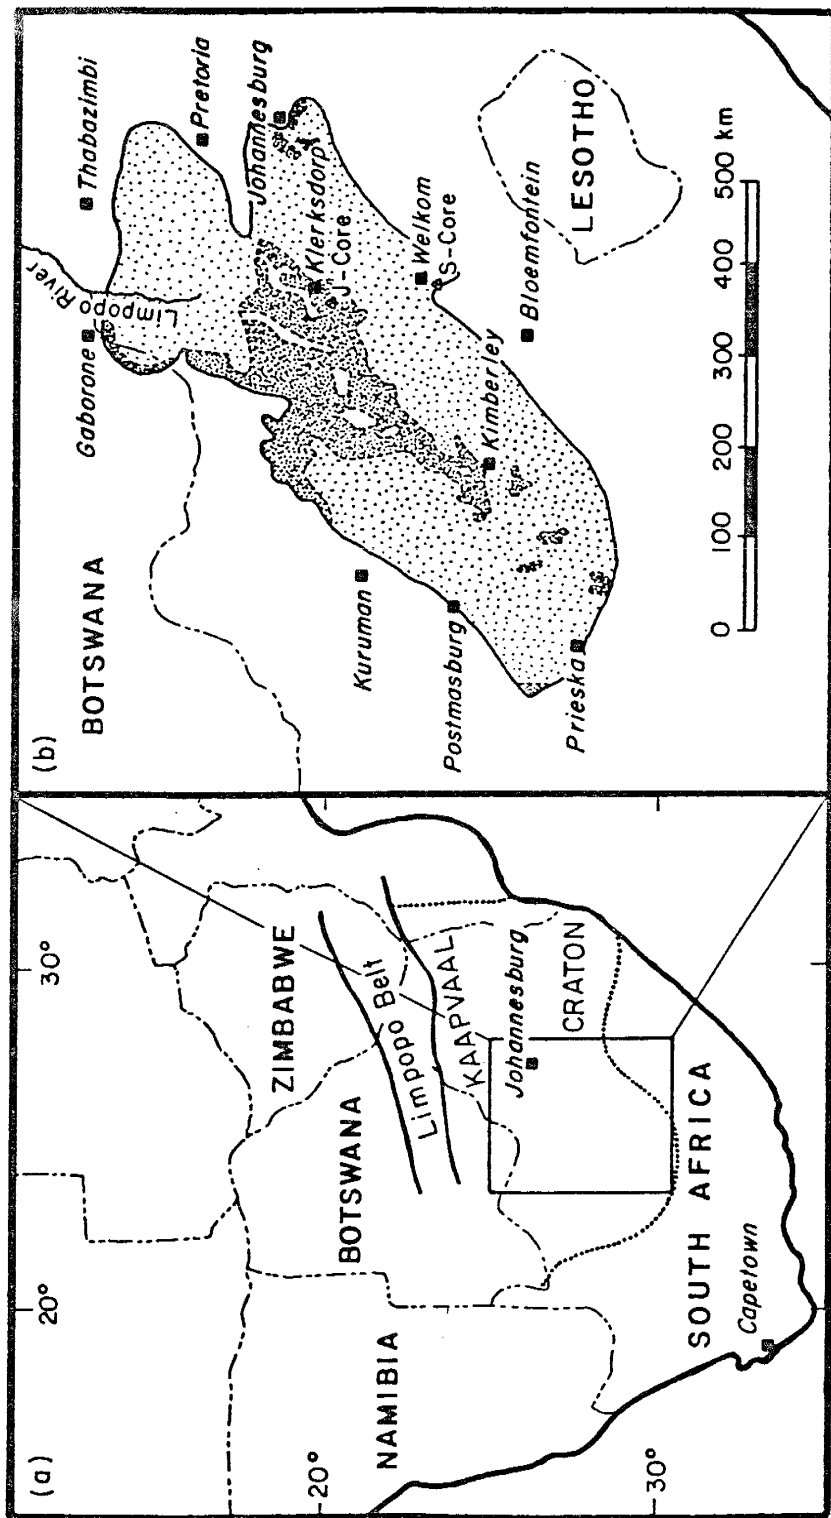 (a)
20°
30°
ZIMBABWE
BOTSWANA
NAMIBIA
20°
Limpopo Belt
KAAPVAAL
Johannesburg
CRATON
30°
SOUTH AFRICA
Capetown
(b)
BOTSWANA
Gaborone
Limpopo River
Thabazimbi
Pretoria
Johannesburg
Klerksdorp
J-Core
Kuruman
Welkom
S-Core
Postmasburg
Kimberley
Bloemfontein
Prieska
LESOTHO
0 100 200 300 400 500 km